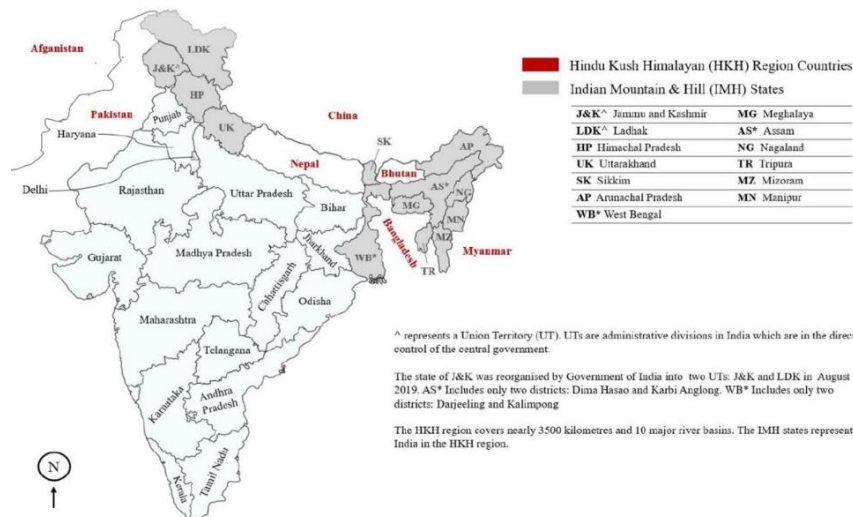 Afganistan
LDK
J&K^
HP
Pakistan
Punjab
China
UK
Haryana
SK
AP
Nepal
Bhutan
Delhi
Rajasthan
Uttar Pradesh
AS*
NG
Bihar
MG
MN
Bangladesh
Gujarat
Madhya Pradesh
Jharkhand
WB*
MZ
Myanmar
TR
Chhattisgarh
Odisha
Maharashtra
Telangana
Karnataka
Andhra
Pradesh
Kerala
Tamil Nadu
N
Hindu Kush Himalayan (HKH) Region Countries
Indian Mountain & Hill (IMH) States
J&K^ Jammu and Kashmir MG Meghalaya
LDK^ Ladhak AS* Assam
HP Himachal Pradesh NG Nagaland
UK Uttarakhand TR Tripura
SK Sikkim MZ Mizoram
AP Arunachal Pradesh MN Manipur
WB* West Bengal
^ represents a Union Territory (UT). UTs are administrative divisions in India which are in the direc
control of the central government.
The state of J&K was reorganised by Government of India into two UTs: J&K and LDK in August
2019. AS* Includes only two districts: Dima Hasao and Karbi Anglong. WB* Includes only two
districts: Darjeeling and Kalimpong
The HKH region covers nearly 3500 kilometres and 10 major river basins. The IMH states represent
India in the HKH region.